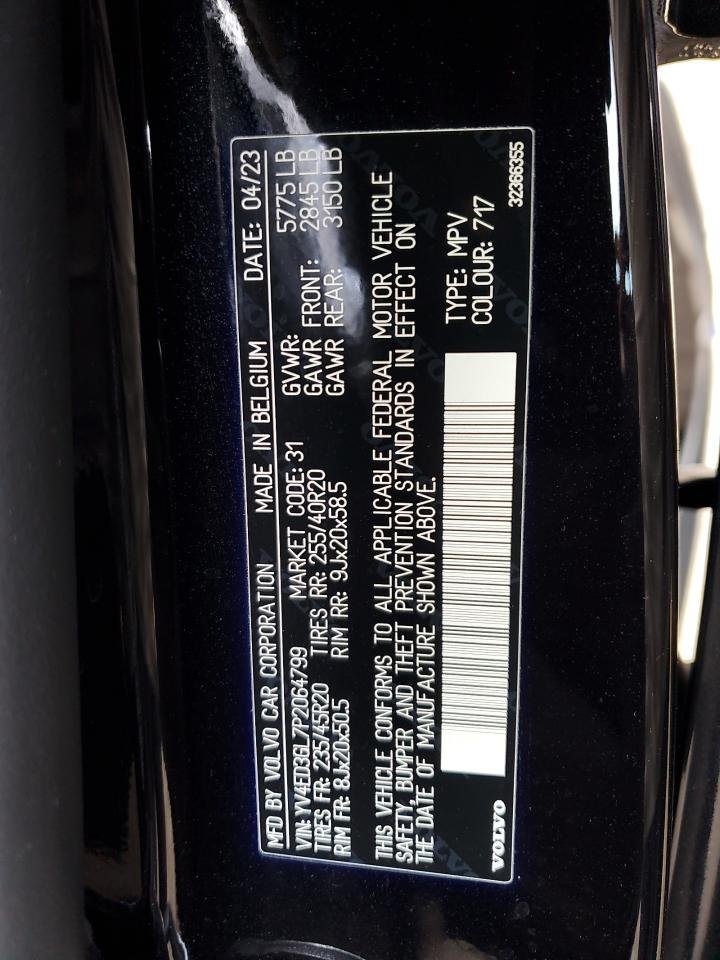 MFD BY VOLVO CAR CORPORATION MADE IN BELGIUM DATE: 04/23
VIN: YV4ED3GL7P2064799 MARKET CODE: 31 GVWR: 5775 LB
TIRES FR: 235/45R20 TIRES RR: 255/40R20 GAWR FRONT: 2845 LB
RIM FR: 8Jx20x50.5 RIM RR: 9Jx20x58.5 GAWR REAR: 3150 LB
THIS VEHICLE CONFORMS TO ALL APPLICABLE FEDERAL MOTOR VEHICLE
SAFETY, BUMPER AND THEFT PREVENTION STANDARDS IN EFFECT ON
THE DATE OF MANUFACTURE SHOWN ABOVE.
TYPE: MPV
COLOUR: 717
VOLVO
32366355